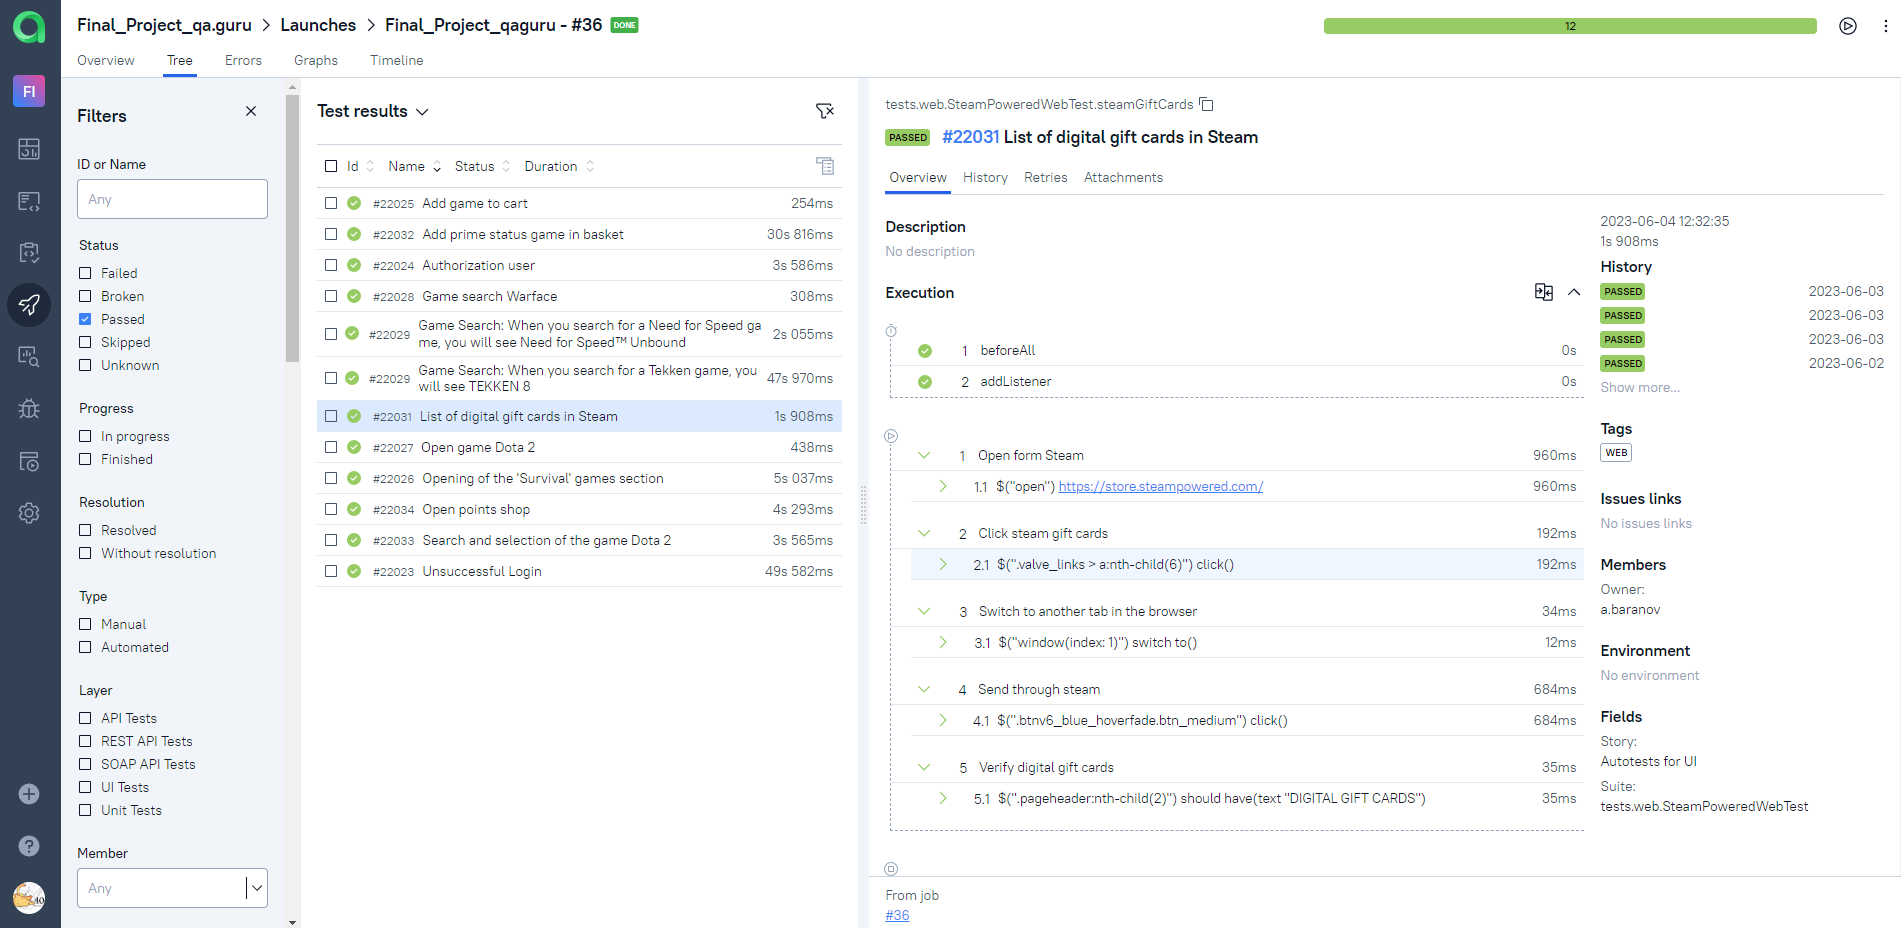 Final_Project_qa.guru > Launches > Final_Project_qaguru - #36 DONE
12
Overview Tree Errors Graphs Timeline
FI
Filters
ID or Name
Any
Status
Failed
Broken
Passed
Skipped
Unknown
Progress
In progress
Finished
Resolution
Resolved
Without resolution
Type
Manual
Automated
Layer
API Tests
REST API Tests
SOAP API Tests
UI Tests
Unit Tests
Member
Any
Test results
Id Name Status Duration
#22025 Add game to cart 254ms
#22032 Add prime status game in basket 30s 816ms
#22024 Authorization user 3s 586ms
#22028 Game search Warface 308ms
#22029 Game Search: When you search for a Need for Speed ga
me, you will see Need for Speed™ Unbound 2s 055ms
#22029 Game Search: When you search for a Tekken game, you
will see TEKKEN 8 47s 970ms
#22031 List of digital gift cards in Steam 1s 908ms
#22027 Open game Dota 2 438ms
#22026 Opening of the 'Survival' games section 5s 037ms
#22034 Open points shop 4s 293ms
#22033 Search and selection of the game Dota 2 3s 565ms
#22023 Unsuccessful Login 49s 582ms
tests.web.SteamPoweredWebTest.steamGiftCards
PASSED #22031 List of digital gift cards in Steam
Overview History Retries Attachments
Description
No description
Execution
1 beforeAll 0s
2 addListener 0s
1 Open form Steam 960ms
1.1 $("open") https://store.steampowered.com/ 960ms
2 Click steam gift cards 192ms
2.1 $(".valve_links > a:nth-child(6)") click() 192ms
3 Switch to another tab in the browser 34ms
3.1 $("window(index: 1)") switch to() 12ms
4 Send through steam 684ms
4.1 $(".btnv6_blue_hoverfade.btn_medium") click() 684ms
5 Verify digital gift cards 35ms
5.1 $(".pageheader:nth-child(2)") should have(text "DIGITAL GIFT CARDS") 35ms
From job
#36
2023-06-04 12:32:35
1s 908ms
History
PASSED 2023-06-03
PASSED 2023-06-03
PASSED 2023-06-03
PASSED 2023-06-02
Show more...
Tags
WEB
Issues links
No issues links
Members
Owner:
a.baranov
Environment
No environment
Fields
Story:
Autotests for UI
Suite:
tests.web.SteamPoweredWebTest